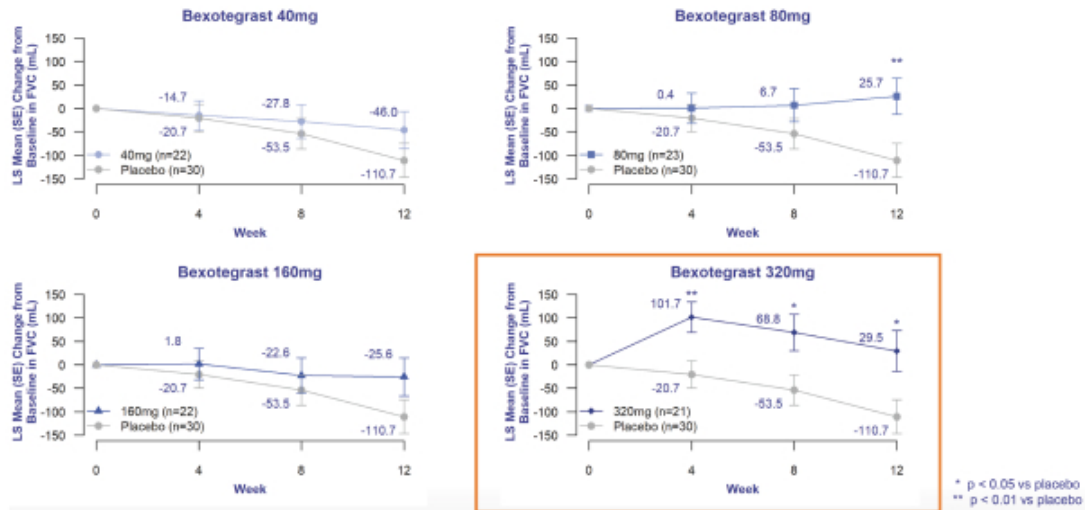 Bexotegrast 40mg
LS Mean (SE) Change from
Baseline in FVC (mL)
150
100
50
0
-50
-100
-150
-14.7
-27.8
-46.0
-20.7
-53.5
-110.7
40mg (n=22)
Placebo (n=30)
0
4
8
12
Week
Bexotegrast 80mg
LS Mean (SE) Change from
Baseline in FVC (mL)
150
100
50
0
-50
-100
-150
**
0.4
6.7
25.7
-20.7
-53.5
-110.7
80mg (n=23)
Placebo (n=30)
0
4
8
12
Week
Bexotegrast 160mg
LS Mean (SE) Change from
Baseline in FVC (mL)
150
100
50
0
-50
-100
-150
1.8
-22.6
-25.6
-20.7
-53.5
-110.7
160mg (n=22)
Placebo (n=30)
0
4
8
12
Week
Bexotegrast 320mg
LS Mean (SE) Change from
Baseline in FVC (mL)
150
100
50
0
-50
-100
-150
**
*
*
101.7
68.8
29.5
-20.7
-53.5
-110.7
320mg (n=21)
Placebo (n=30)
0
4
8
12
Week
* p < 0.05 vs placebo
** p < 0.01 vs placebo